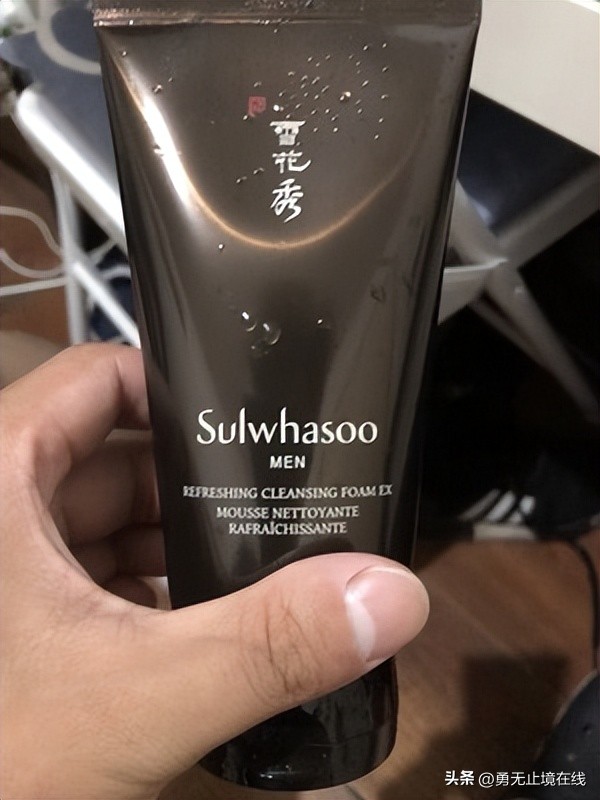 雪花秀
Sulwhasoo
MEN
REFRESHING CLEANSING FOAM EX
MOUSSE NETTOYANTE
RAFRAÎCHISSANTE
头条 @勇无止境在线